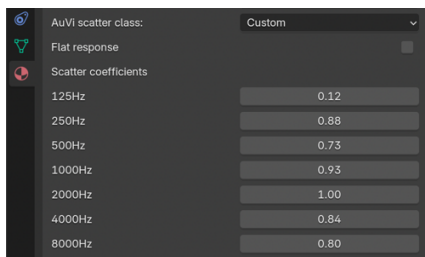 AuVi scatter class: Custom
Flat response
Scatter coefficients
125Hz 0.12
250Hz 0.88
500Hz 0.73
1000Hz 0.93
2000Hz 1.00
4000Hz 0.84
8000Hz 0.80